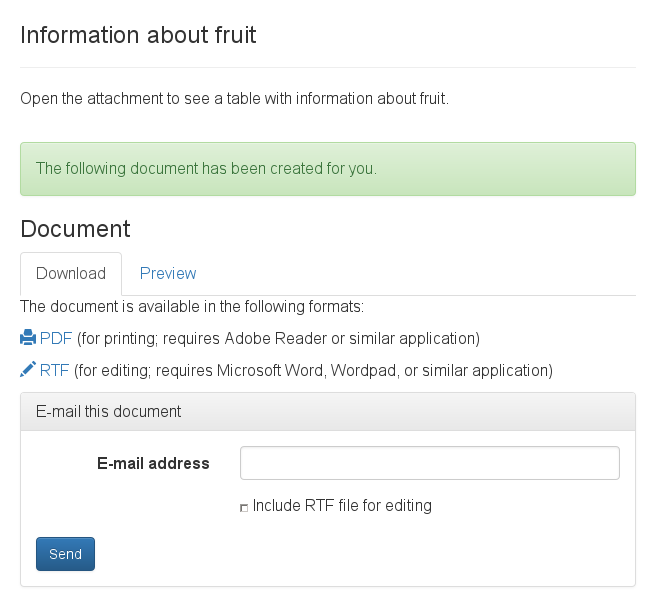 Information about fruit
Open the attachment to see a table with information about fruit.
The following document has been created for you.
Document
Download Preview
The document is available in the following formats:
PDF (for printing; requires Adobe Reader or similar application)
RTF (for editing; requires Microsoft Word, Wordpad, or similar application)
E-mail this document
E-mail address
Include RTF file for editing
Send